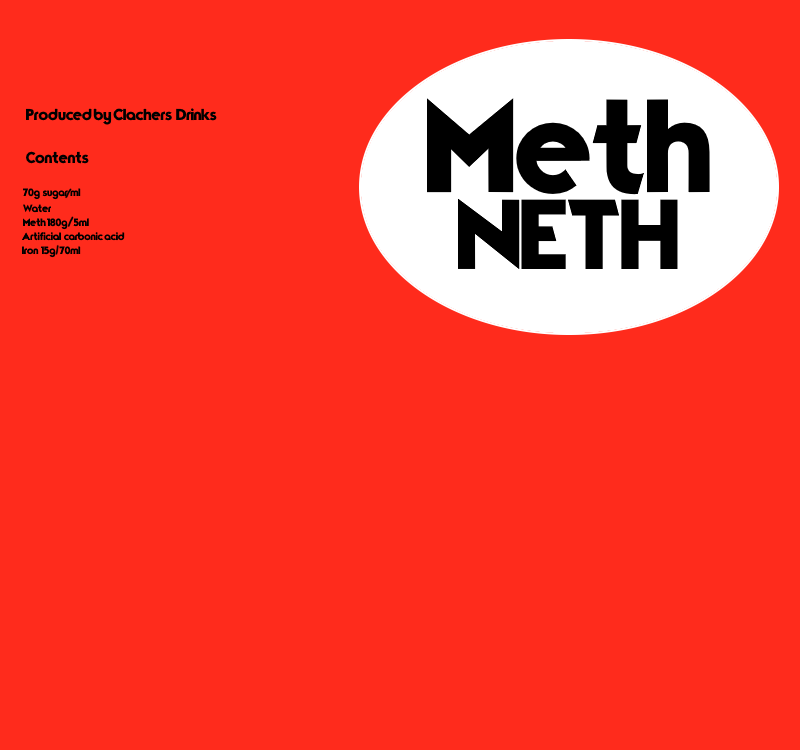 Meth
NETH
Produced by Clachers Drinks
Contents
70g sugar/ml
Water
Meth 180g/5ml
Artificial carbonic acid
Iron 15g/70ml